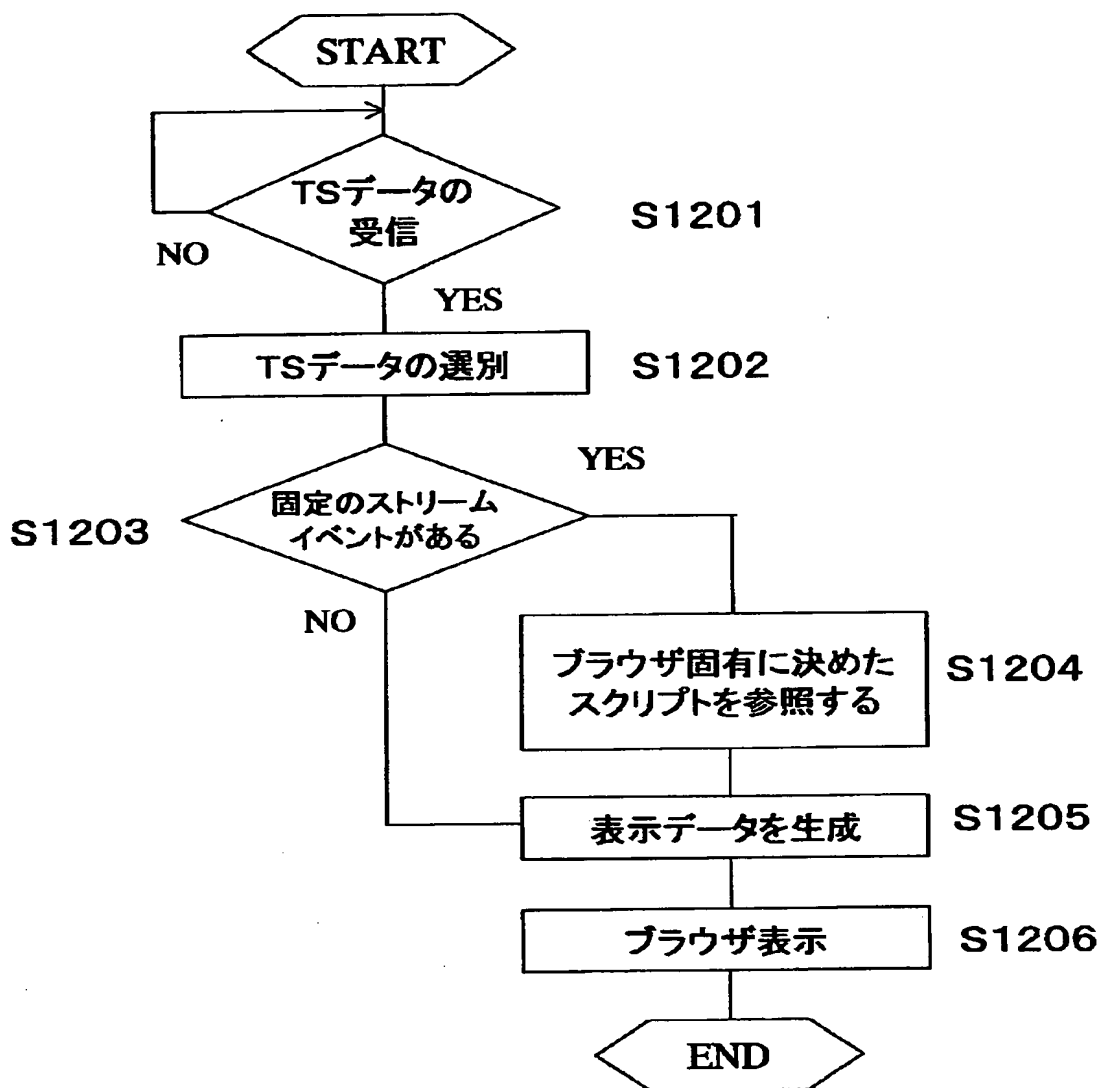 START
TSデータの
受信
S1201
NO
YES
TSデータの選別
S1202
YES
固定のストリーム
イベントがある
S1203
NO
ブラウザ固有に決めた
スクリプトを参照する
S1204
表示データを生成
S1205
ブラウザ表示
S1206
END